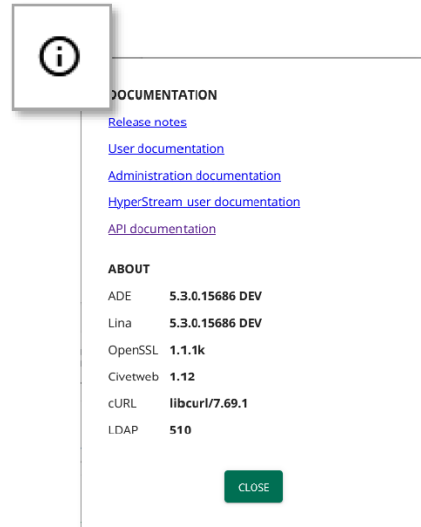 DOCUMENTATION
Release notes
User documentation
Administration documentation
HyperStream user documentation
API documentation
ABOUT
ADE 5.3.0.15686 DEV
Lina 5.3.0.15686 DEV
OpenSSL 1.1.1k
Civetweb 1.12
cURL libcurl/7.69.1
LDAP 510
CLOSE